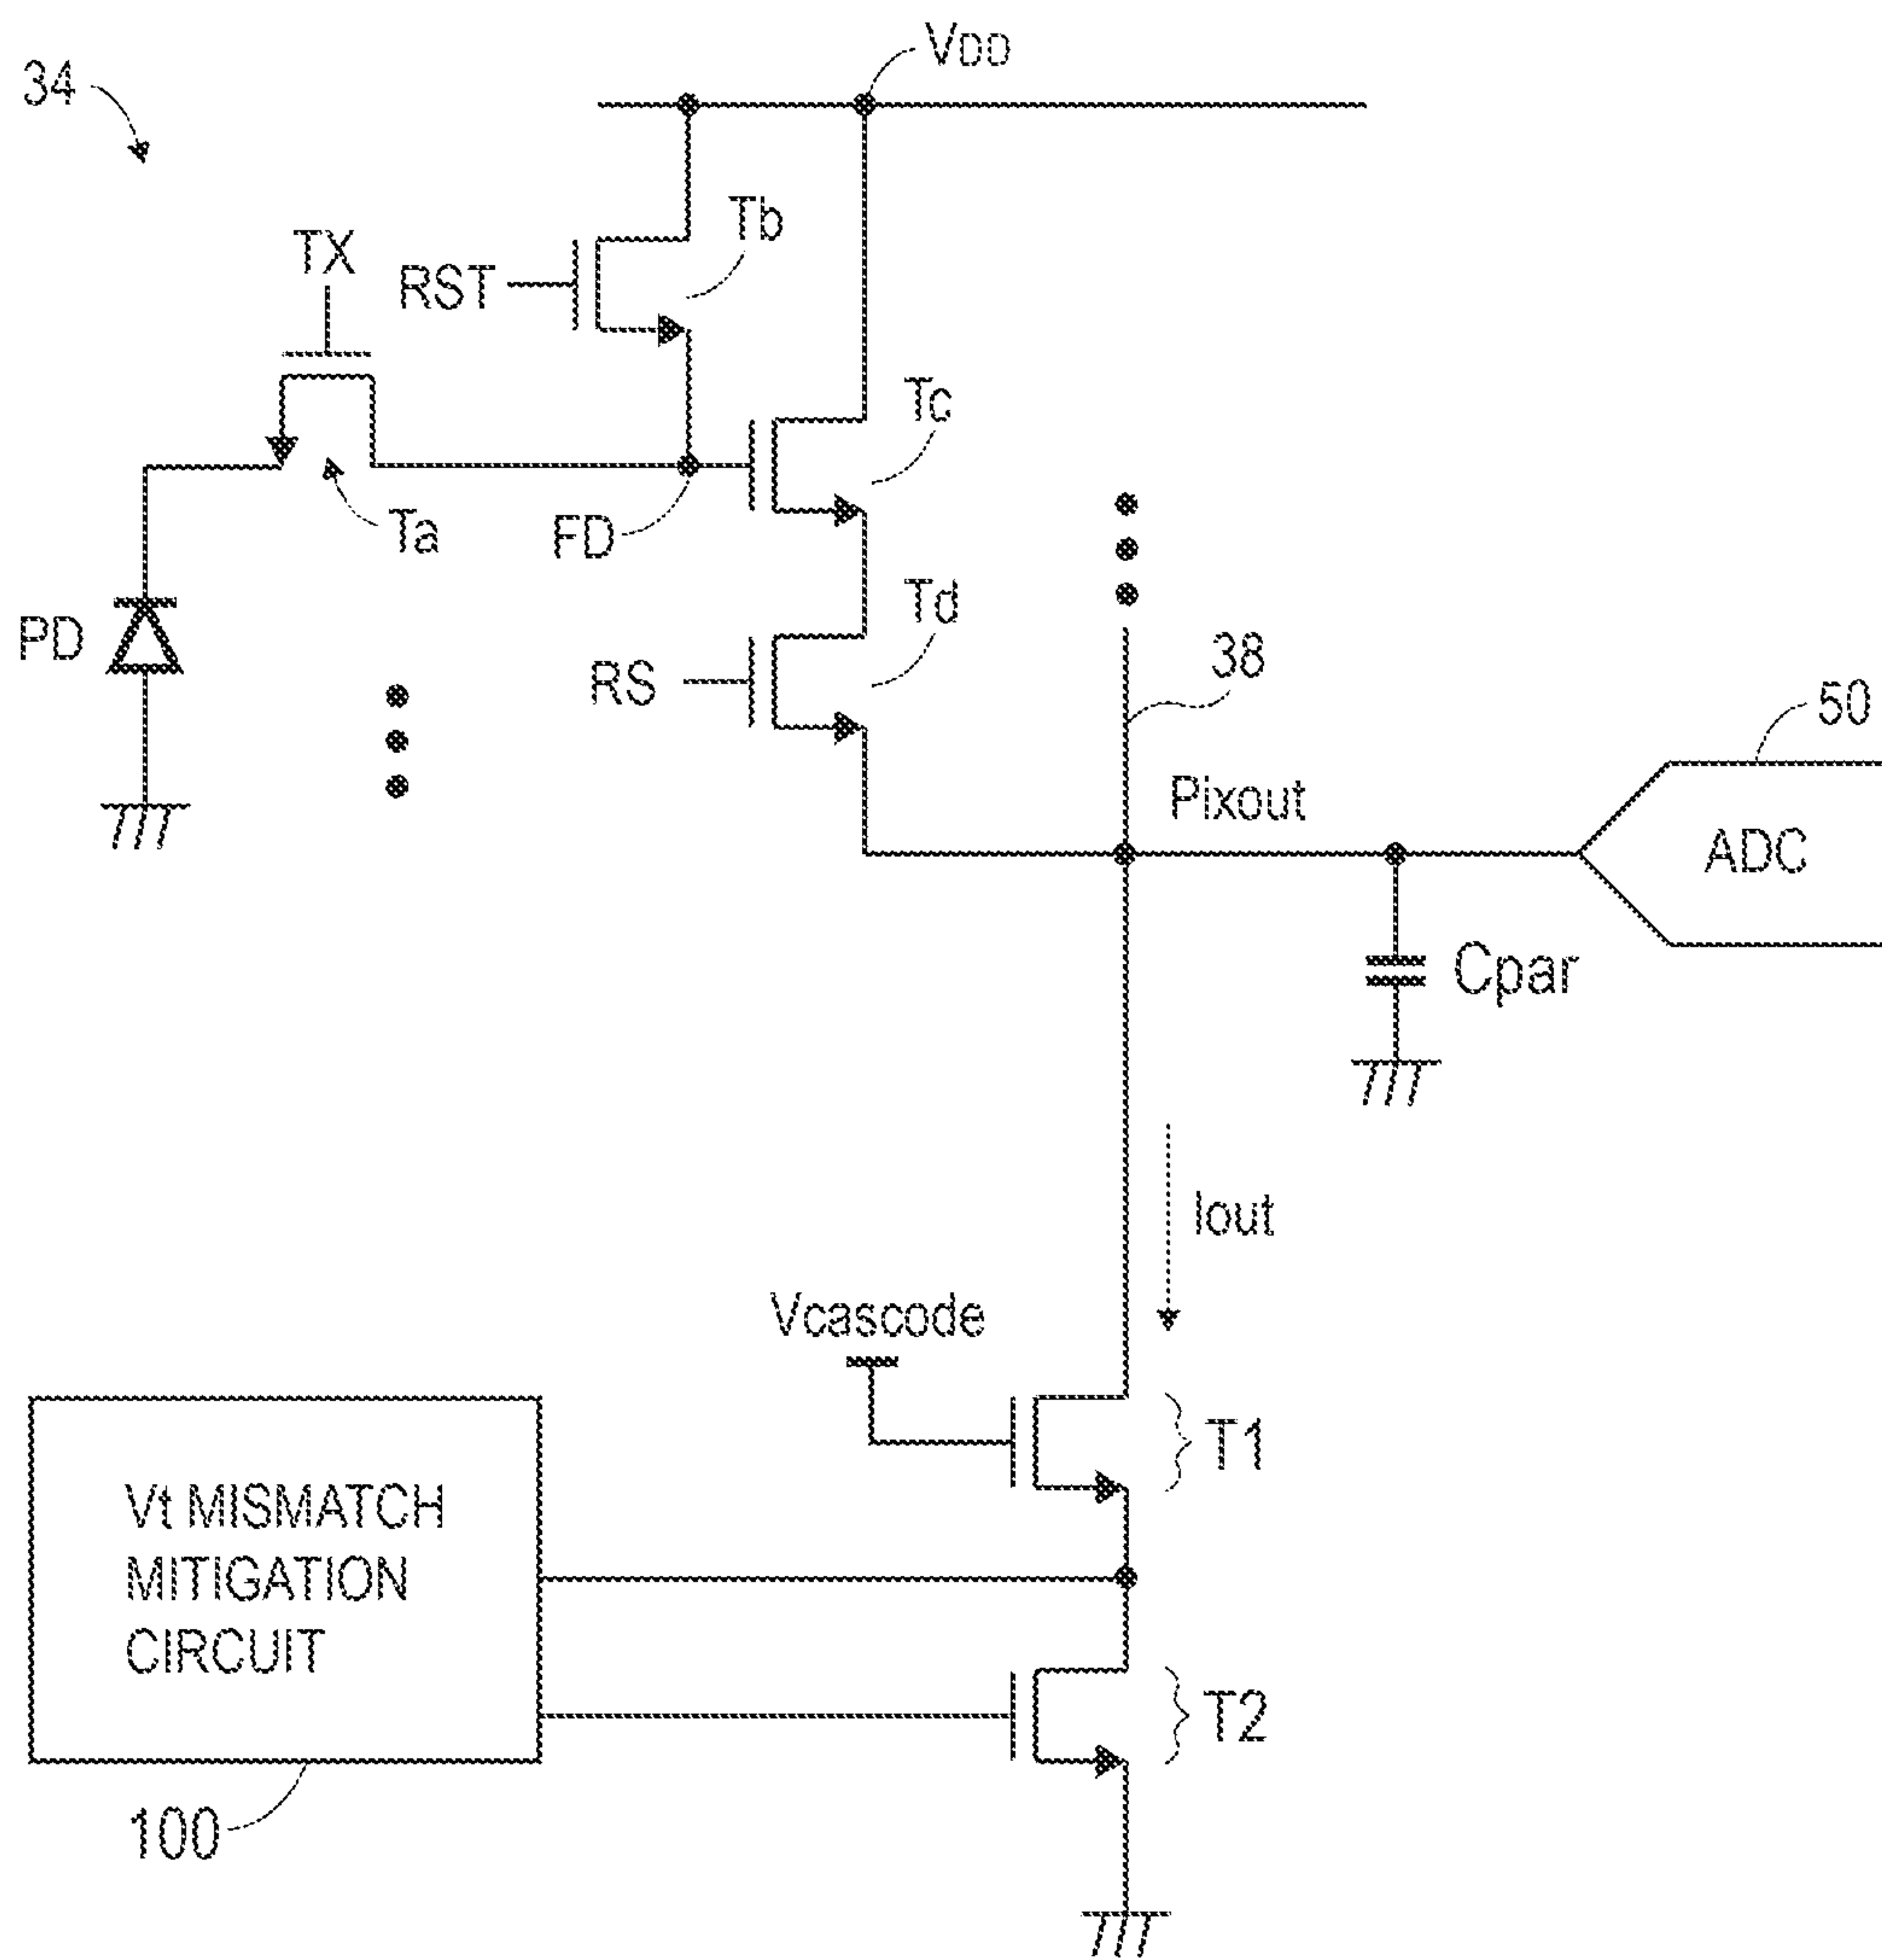 34
VDD
Tb
TX
RST
Tc
Ta
FD
Td
PD
RS
38
50
Pixout
ADC
Cpar
Iout
Vcascode
T1
Vt MISMATCH
MITIGATION
CIRCUIT
T2
100